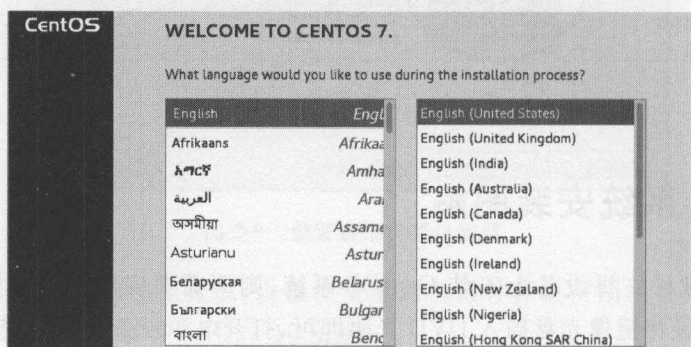 CentOS
WELCOME TO CENTOS 7.
What language would you like to use during the installation process?
English Engl
Afrikaans Afrikaa
አማርኛ Amha
العربية Ara
অসমীয়া Assame
Asturianu Astur
Беларуская Belarus
Български Bulgar
বাংলা Beng
English (United States)
English (United Kingdom)
English (India)
English (Australia)
English (Canada)
English (Denmark)
English (Ireland)
English (New Zealand)
English (Nigeria)
English (Hong Kong SAR China)